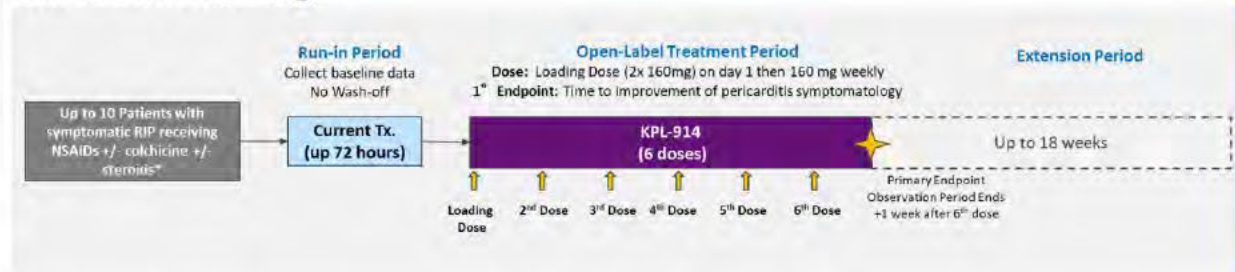 Run-in Period
Collect baseline data
No Wash-off
Open-Label Treatment Period
Dose: Loading Dose (2x 160mg) on day 1 then 160 mg weekly
1° Endpoint: Time to improvement of pericarditis symptomatology
Extension Period
Up to 10 Patients with
symptomatic RIP receiving
NSAIDs +/- colchicine +/-
steroids*
Current Tx.
(up 72 hours)
KPL-914
(6 doses)
Up to 18 weeks
Loading
Dose
2nd Dose
3rd Dose
4th Dose
5th Dose
6th Dose
Primary Endpoint
Observation Period Ends
+1 week after 6th dose